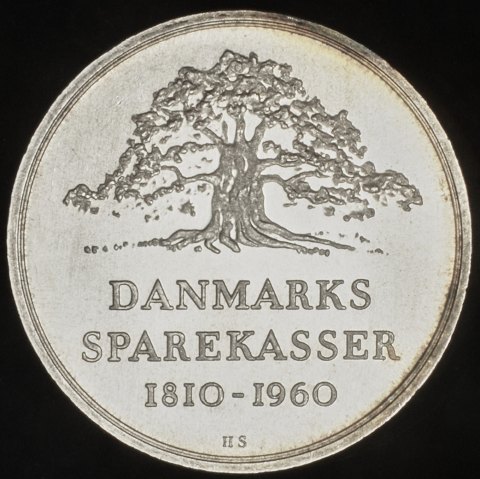 DANMARKS
SPAREKASSER
1810-1960
HS